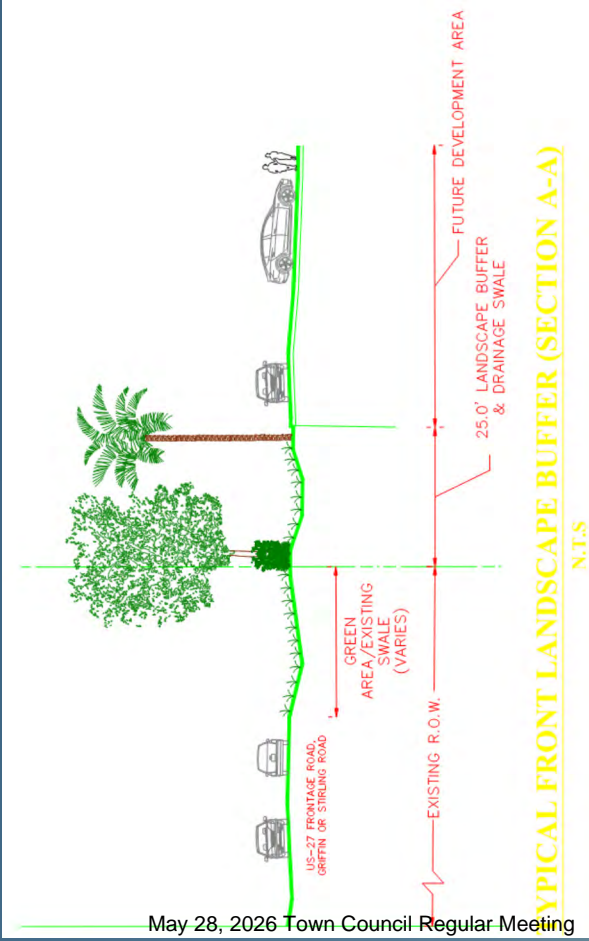 US-27 FRONTAGE ROAD,
GRIFFIN OR STIRLING ROAD
GREEN
AREA/EXISTING
SWALE
(VARIES)
EXISTING R.O.W.
25.0' LANDSCAPE BUFFER
& DRAINAGE SWALE
FUTURE DEVELOPMENT AREA
TYPICAL FRONT LANDSCAPE BUFFER (SECTION A-A)
N.T.S
May 28, 2026 Town Council Regular Meeting